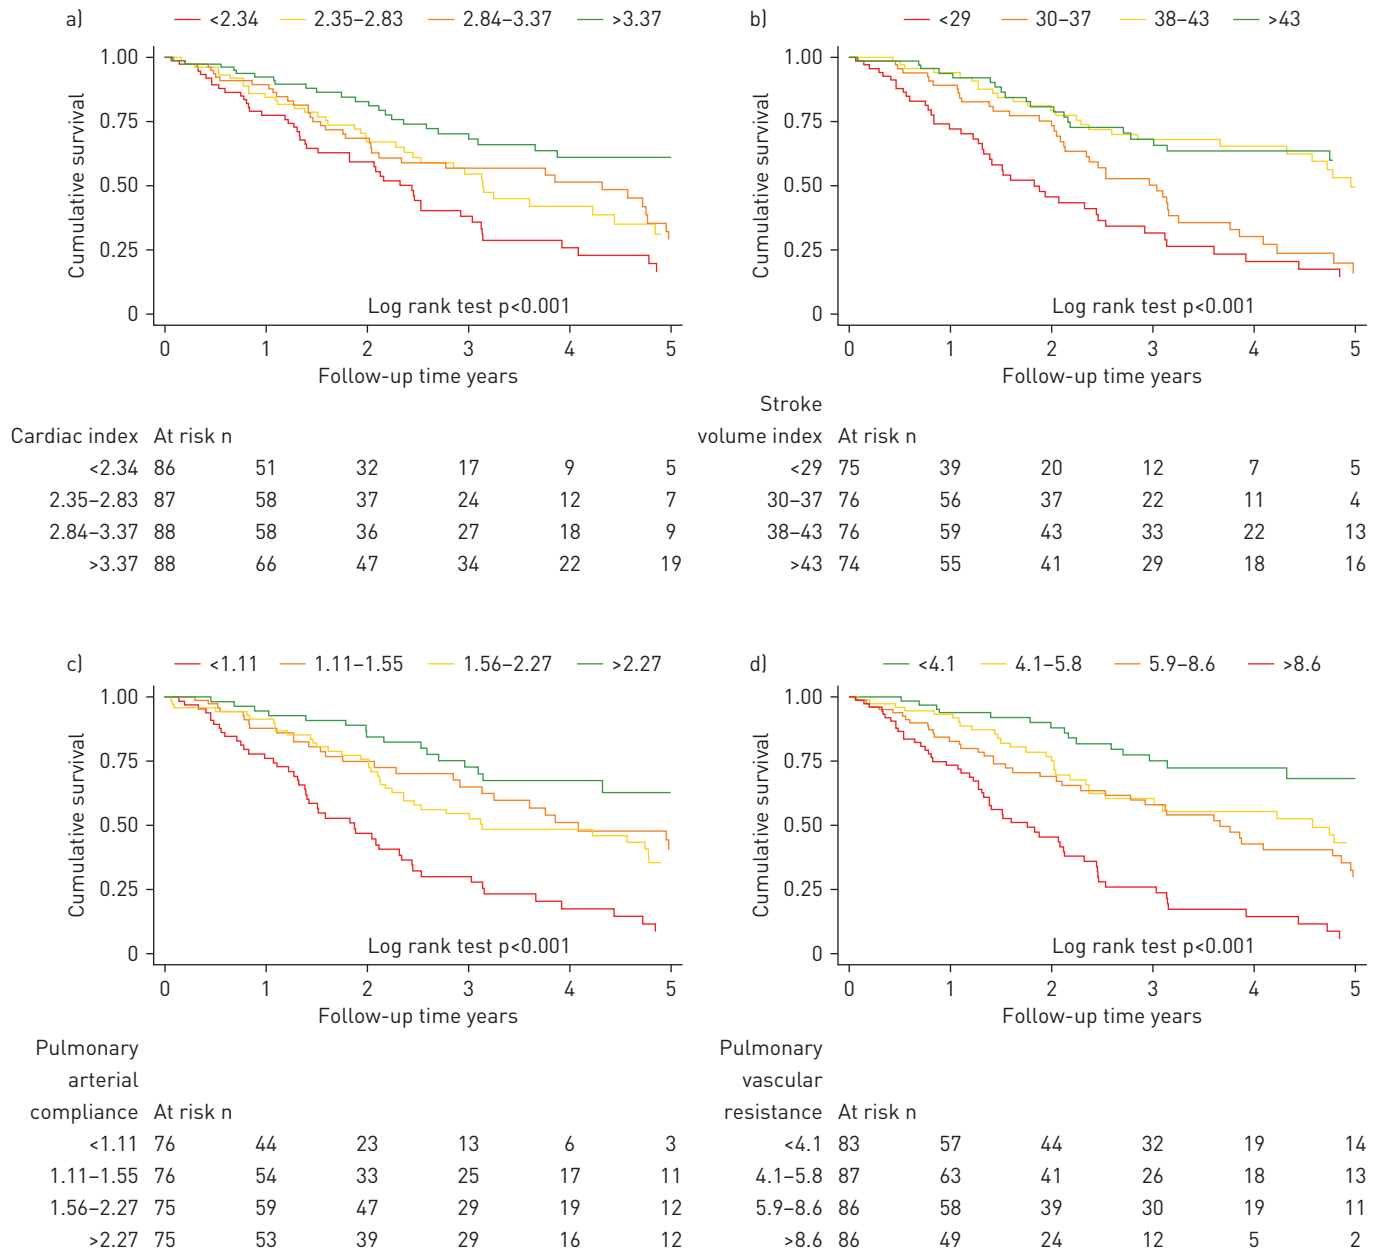 a) <2.34 2.35–2.83 2.84–3.37 >3.37
1.00
0.75
0.50
0.25
0
Cumulative survival
Log rank test p<0.001
0 1 2 3 4 5
Follow-up time years
Cardiac index At risk n
<2.34 86 51 32 17 9 5
2.35–2.83 87 58 37 24 12 7
2.84–3.37 88 58 36 27 18 9
>3.37 88 66 47 34 22 19
b) <29 30–37 38–43 >43
1.00
0.75
0.50
0.25
0
Cumulative survival
Log rank test p<0.001
0 1 2 3 4 5
Follow-up time years
Stroke
volume index At risk n
<29 75 39 20 12 7 5
30–37 76 56 37 22 11 4
38–43 76 59 43 33 22 13
>43 74 55 41 29 18 16
c) <1.11 1.11–1.55 1.56–2.27 >2.27
1.00
0.75
0.50
0.25
0
Cumulative survival
Log rank test p<0.001
0 1 2 3 4 5
Follow-up time years
Pulmonary
arterial
compliance At risk n
<1.11 76 44 23 13 6 3
1.11–1.55 76 54 33 25 17 11
1.56–2.27 75 59 47 29 19 12
>2.27 75 53 39 29 16 12
d) <4.1 4.1–5.8 5.9–8.6 >8.6
1.00
0.75
0.50
0.25
0
Cumulative survival
Log rank test p<0.001
0 1 2 3 4 5
Follow-up time years
Pulmonary
vascular
resistance At risk n
<4.1 83 57 44 32 19 14
4.1–5.8 87 63 41 26 18 13
5.9–8.6 86 58 39 30 19 11
>8.6 86 49 24 12 5 2